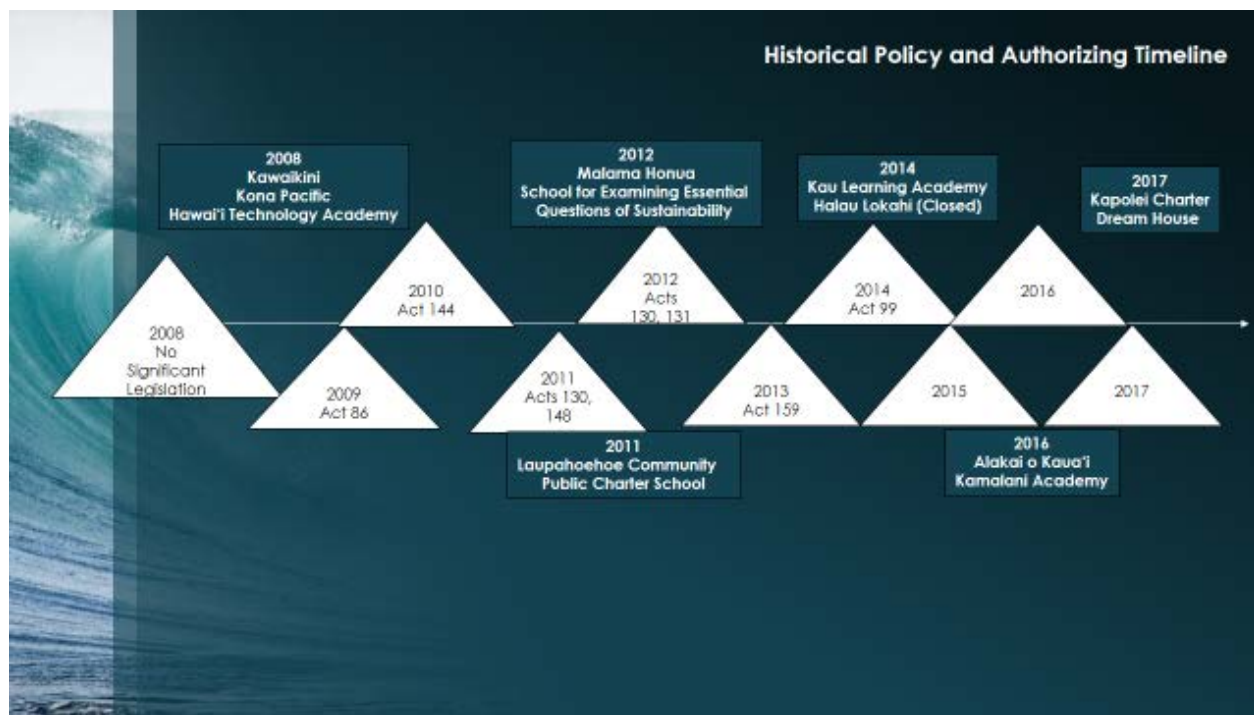 Historical Policy and Authorizing Timeline
2008
Kawaikini
Kona Pacific
Hawai‘i Technology Academy
2012
Malama Honua
School for Examining Essential
Questions of Sustainability
2014
Kau Learning Academy
Halau Lokahi (Closed)
2017
Kapolei Charter
Dream House
2008
No
Significant
Legislation
2009
Act 86
2010
Act 144
2011
Acts 130,
148
2012
Acts
130, 131
2013
Act 159
2014
Act 99
2015
2016
2017
2011
Laupahoehoe Community
Public Charter School
2016
Alakai o Kaua‘i
Kamalani Academy